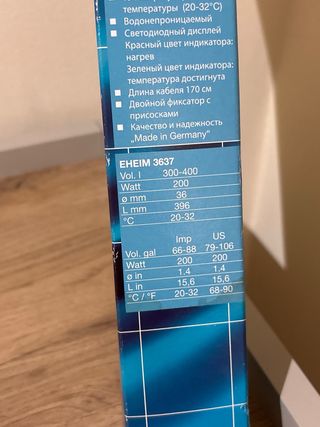 температуры (20-32°C)
■ Водонепроницаемый
■ Светодиодный дисплей
Красный цвет индикатора:
нагрев
Зеленый цвет индикатора:
температура достигнута
■ Длина кабеля 170 см
■ Двойной фиксатор с
присосками
■ Качество и надежность
„Made in Germany"
EHEIM 3637
Vol. l 300-400
Watt 200
ø mm 36
L mm 396
°C 20-32
Imp US
Vol. gal 66-88 79-106
Watt 200 200
ø in 1.4 1.4
L in 15,6 15,6
°C / °F 20-32 68-90